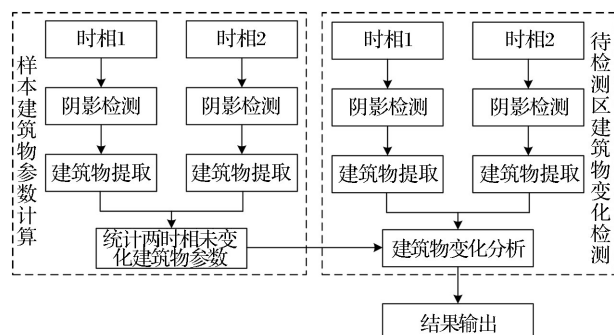 样本建筑物参数计算
时相1
时相2
阴影检测
阴影检测
建筑物提取
建筑物提取
统计两时相未变
化建筑物参数
时相1
时相2
阴影检测
阴影检测
建筑物提取
建筑物提取
建筑物变化分析
待检测区建筑物变化检测
结果输出